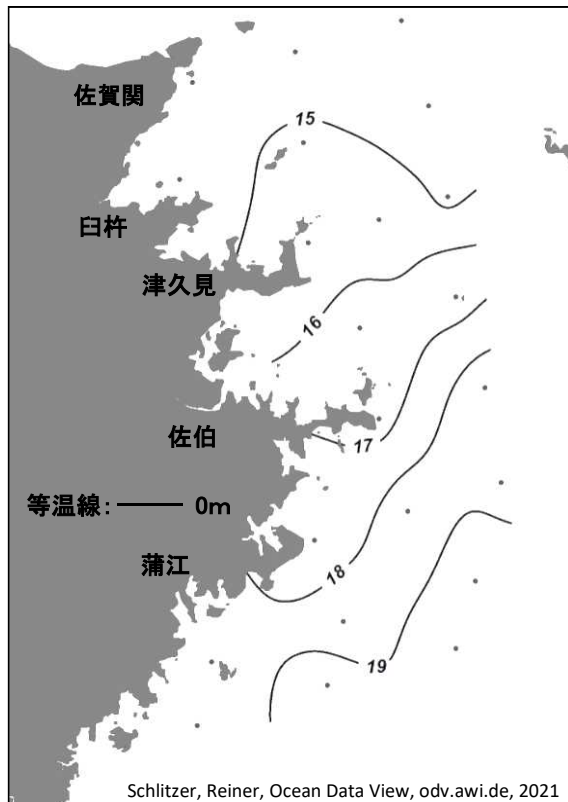 佐賀関
15
臼杵
津久見
16
佐伯
17
等温線: 0m
蒲江
18
19
Schlitzer, Reiner, Ocean Data View, odv.awi.de, 2021